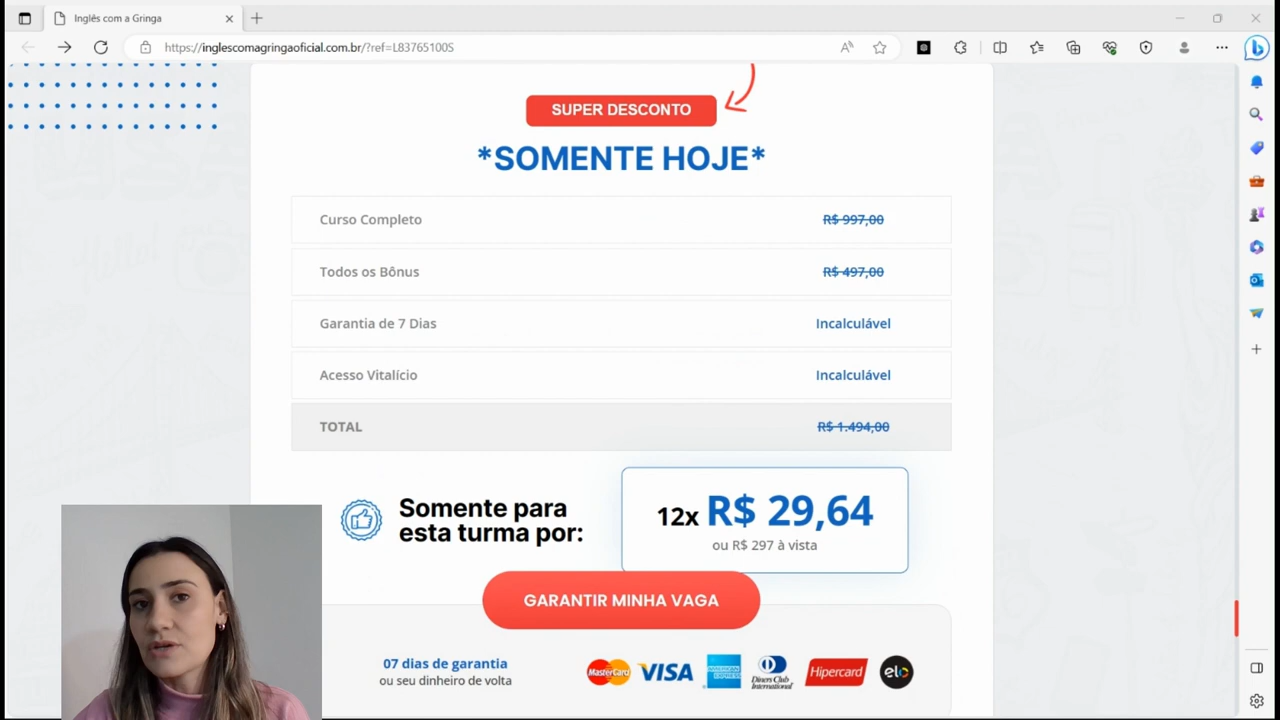 Inglês com a Gringa
https://inglescomagringaoficial.com.br/?ref=L83765100S
SUPER DESCONTO
*SOMENTE HOJE*
Curso Completo R$ 997,00
Todos os Bônus R$ 497,00
Garantia de 7 Dias Incalculável
Acesso Vitalício Incalculável
TOTAL R$ 1.494,00
Somente para
esta turma por:
12x R$ 29,64
ou R$ 297 à vista
GARANTIR MINHA VAGA
07 dias de garantia
ou seu dinheiro de volta
MasterCard VISA AMERICAN EXPRESS Diners Club International Hipercard elo